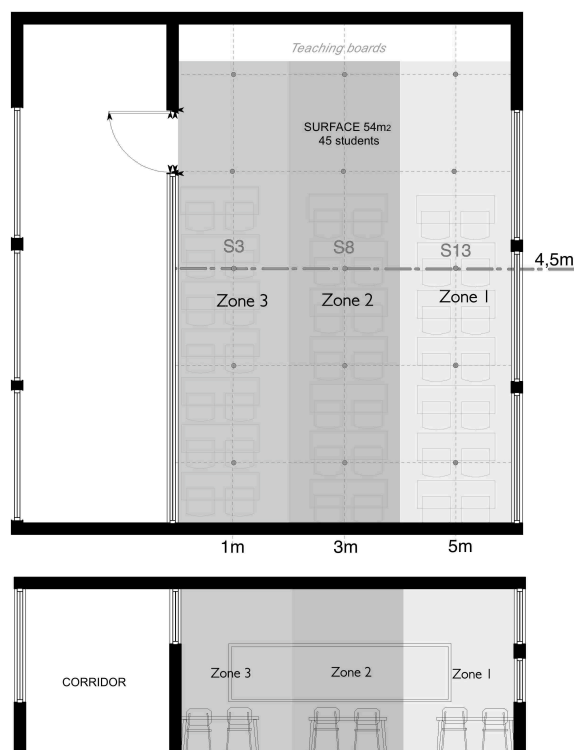 Teaching boards
SURFACE 54m2
45 students
S3 S8 S13
4,5m
Zone 3 Zone 2 Zone 1
1m 3m 5m
CORRIDOR
Zone 3 Zone 2 Zone 1